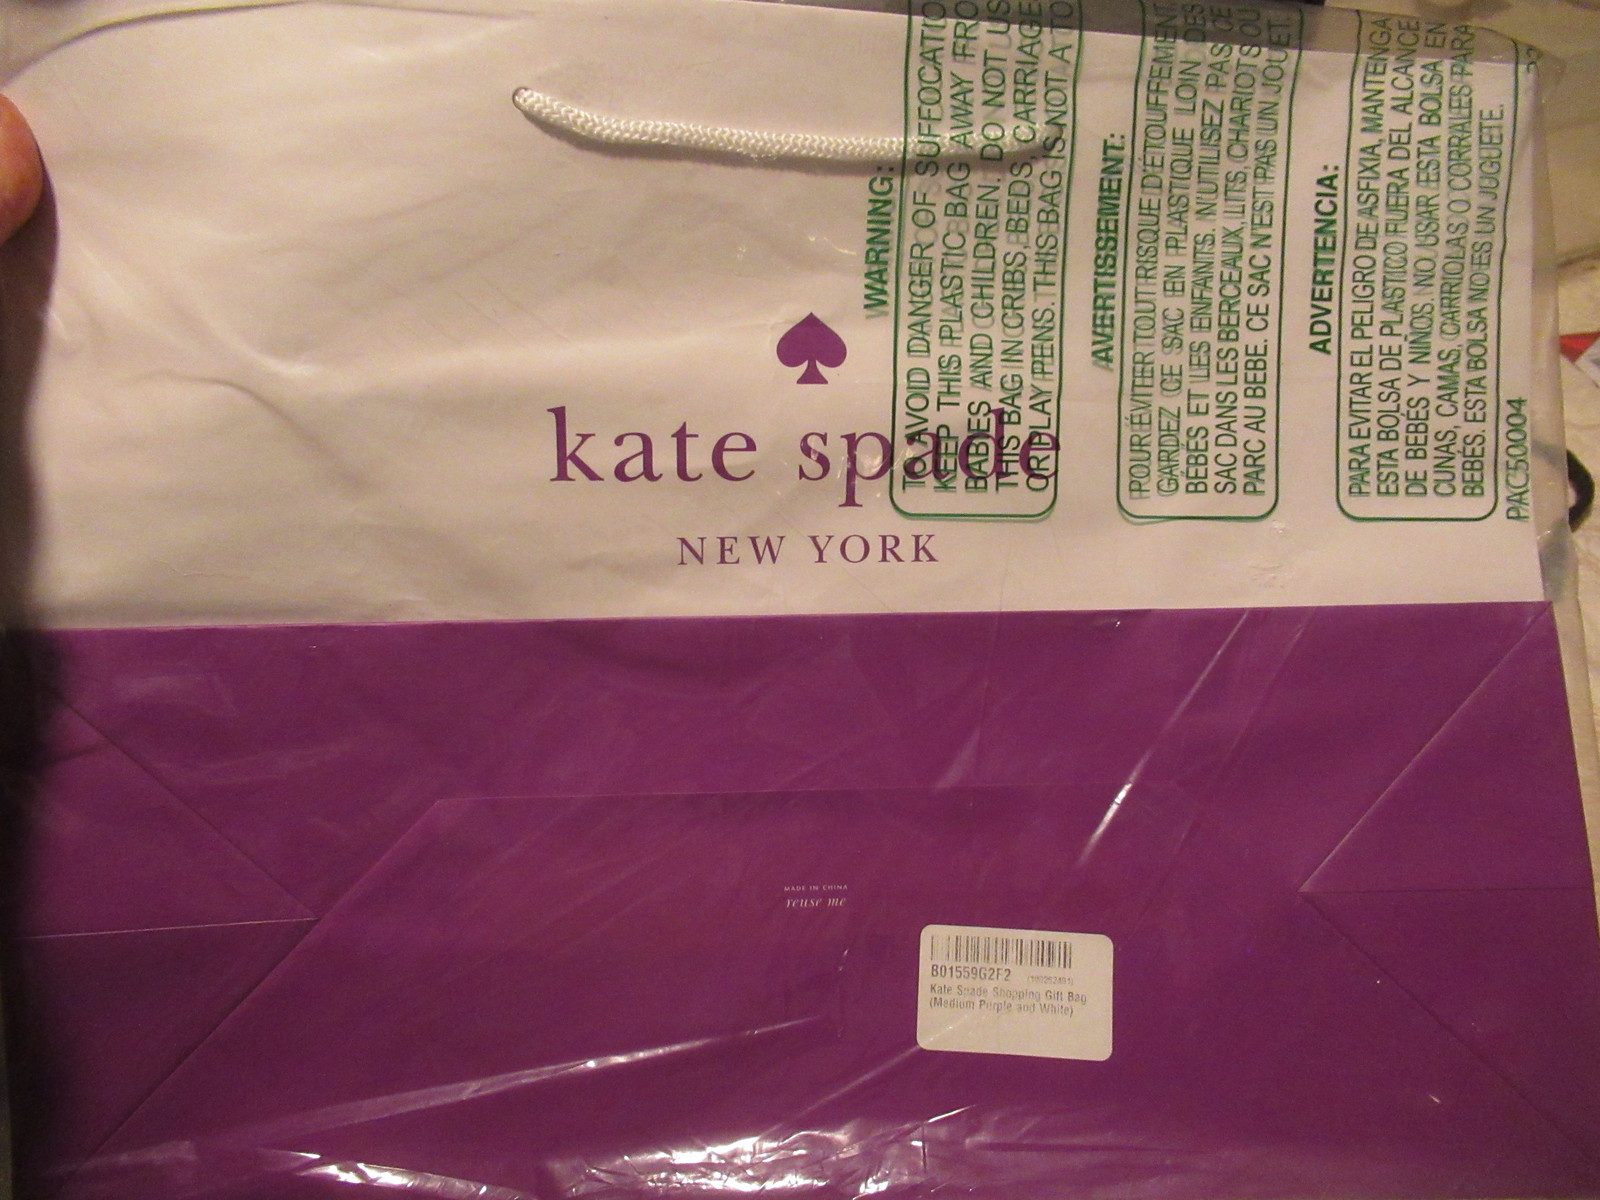 WARNING:
TO AVOID DANGER OF SUFFOCATIO
KEEP THIS PLASTIC BAG AWAY FRO
BABIES AND CHILDREN. DO NOT US
THIS BAG IN CRIBS, BEDS, CARRIAGE
OR PLAY PENS. THIS BAG IS NOT A TO
AVERTISSEMENT:
POUR ÉVITER TOUT RISQUE D'ÉTOUFFEMENT
GARDEZ CE SAC EN PLASTIQUE LOIN DES
BÉBÉS ET LES ENFANTS. N'UTILISEZ PAS CE
SAC DANS LES BERCEAUX, LITS, CHARIOTS OU
PARC AU BEBE. CE SAC N'EST PAS UN JOUET.
ADVERTENCIA:
PARA EVITAR EL PELIGRO DE ASFIXIA, MANTENGA
ESTA BOLSA DE PLASTICO FUERA DEL ALCANCE
DE BEBÉS Y NIÑOS. NO USAR ESTA BOLSA EN
CUNAS, CAMAS, CARRIOLAS O CORRALES PARA
BEBÉS, ESTA BOLSA NO ES UN JUGUETE.
PAC50004
kate spade
NEW YORK
MADE IN CHINA
reuse me
B01559G2F2
Kate Spade Shopping Gift Bag
(Medium Purple and White)